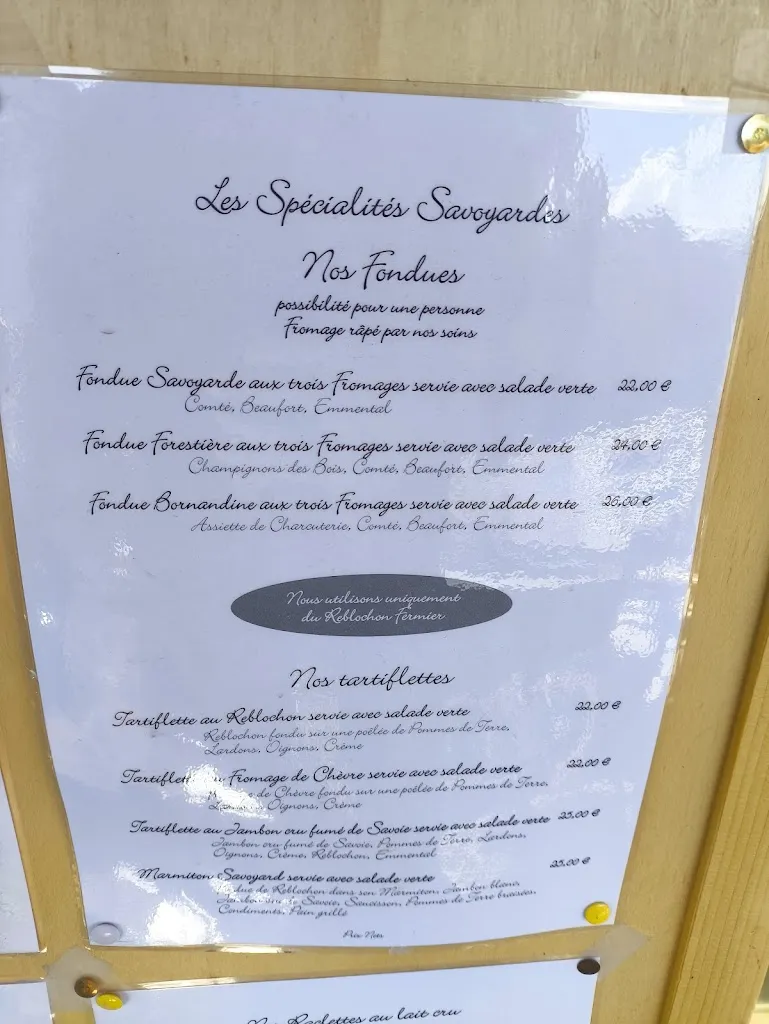 Les Spécialités Savoyardes
Nos Fondues
possibilité pour une personne
Fromage râpé par nos soins
Fondue Savoyarde aux trois Fromages servie avec salade verte 22,00 €
Comté, Beaufort, Emmental
Fondue Forestière aux trois Fromages servie avec salade verte 24,00 €
Champignons des Bois, Comté, Beaufort, Emmental
Fondue Bornandine aux trois Fromages servie avec salade verte 26,00 €
Assiette de Charcuterie, Comté, Beaufort, Emmental
Nous utilisons uniquement
du Reblochon Fermier
Nos tartiflettes
Tartiflette au Reblochon servie avec salade verte 22,00 €
Reblochon fondu sur une poêlée de Pommes de Terre,
Lardons, Oignons, Crème
Fromage de Chèvre servie avec salade verte 22,00 €
de Chèvre fondu sur une poêlée de Pommes de Terre,
Oignons, Crème
Tartiflette au Jambon cru fumé de Savoie servie avec salade verte 25,00 €
Jambon cru fumé de Savoie, Pommes de Terre, Lardons,
Oignons, Crème, Reblochon, Emmental
Marmiton Savoyard servie avec salade verte 25,00 €
de Reblochon dans son Marmiton, Jambon blanc,
de Savoie, Saucisson, Pommes de Terre braisées,
Condiments, Pain grillé
Prix Nets
Nos Raclettes au lait cru